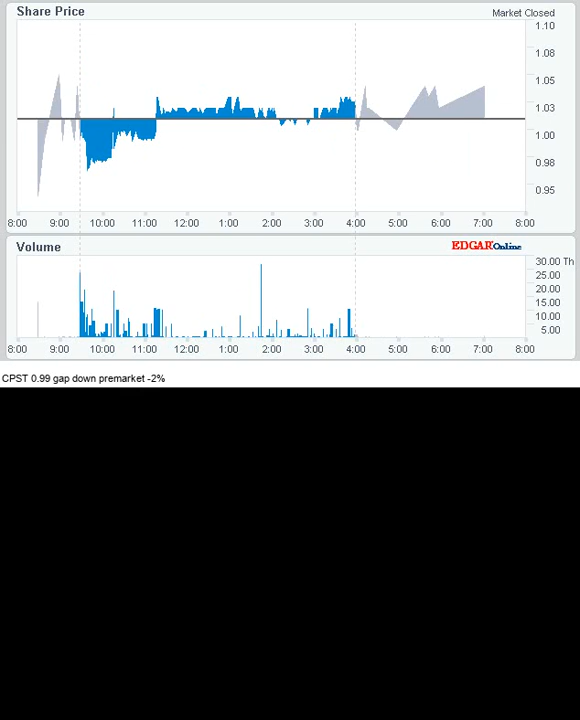 Share Price
Market Closed
1.10
1.08
1.05
1.03
1.00
0.98
0.95
8:00 9:00 10:00 11:00 12:00 1:00 2:00 3:00 4:00 5:00 6:00 7:00 8:00
Volume
EDGAROnline
30.00 Th
25.00
20.00
15.00
10.00
5.00
8:00 9:00 10:00 11:00 12:00 1:00 2:00 3:00 4:00 5:00 6:00 7:00 8:00
CPST 0.99 gap down premarket -2%